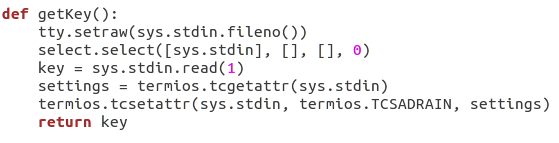 def getKey():
    tty.setraw(sys.stdin.fileno())
    select.select([sys.stdin], [], [], 0)
    key = sys.stdin.read(1)
    settings = termios.tcgetattr(sys.stdin)
    termios.tcsetattr(sys.stdin, termios.TCSADRAIN, settings)
    return key